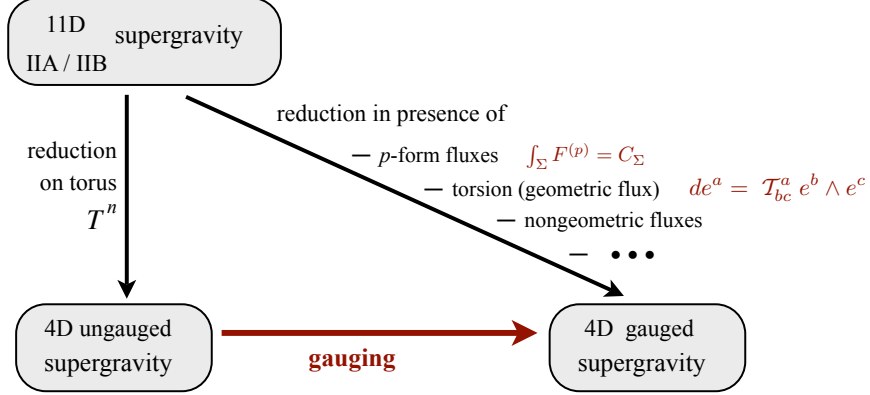 11D
IIA / IIB supergravity
reduction in presence of
reduction
on torus
Tⁿ
– p-form fluxes ∫_Σ F^(p) = C_Σ
– torsion (geometric flux) de^a = 𝒯^a_bc e^b ∧ e^c
– nongeometric fluxes
– •••
4D ungauged
supergravity
gauging
4D gauged
supergravity